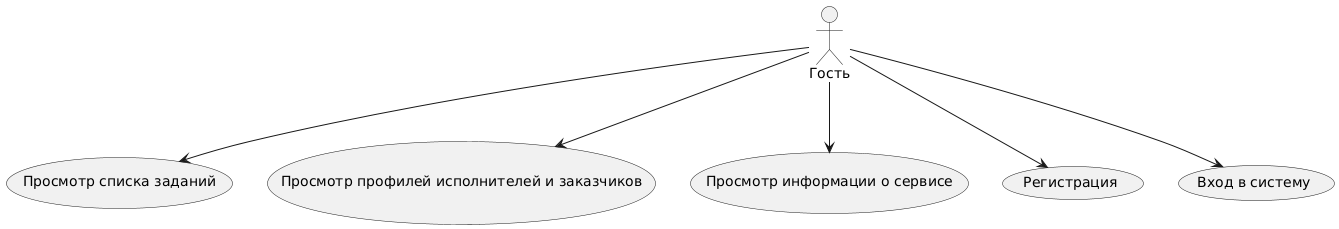 Гость
Просмотр списка заданий
Просмотр профилей исполнителей и заказчиков
Просмотр информации о сервисе
Регистрация
Вход в систему